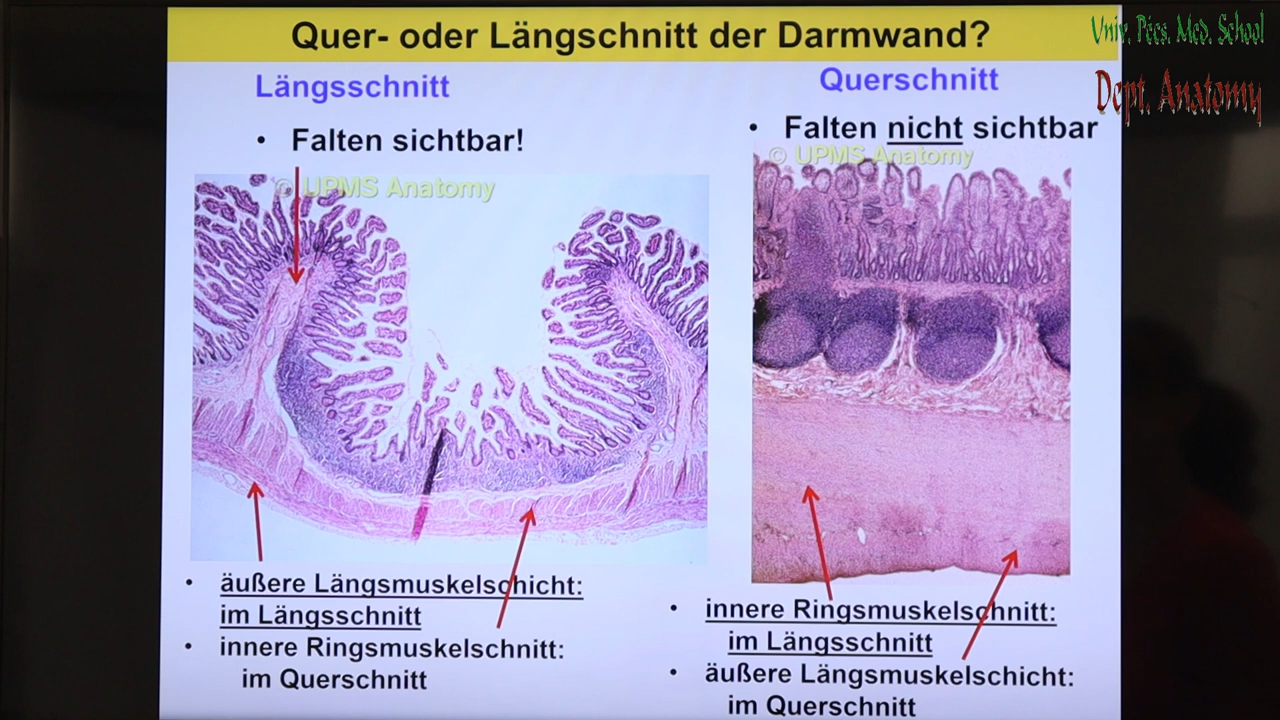 Quer- oder Längschnitt der Darmwand?
Univ. Pécs. Med. School
Dept. Anatomy
Längsschnitt
• Falten sichtbar!
© UPMS Anatomy
• äußere Längsmuskelschicht:
im Längsschnitt
• innere Ringsmuskelschnitt:
im Querschnitt
Querschnitt
• Falten nicht sichtbar
© UPMS Anatomy
• innere Ringsmuskelschnitt:
im Längsschnitt
• äußere Längsmuskelschicht:
im Querschnitt